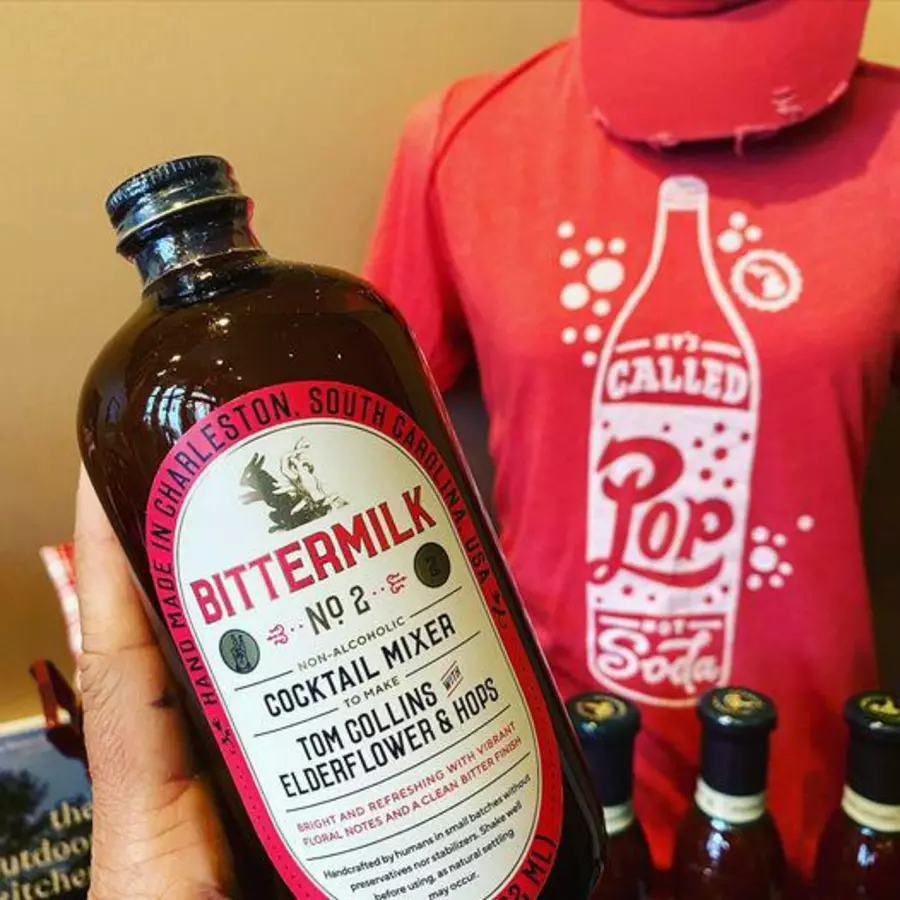 HAND MADE IN CHARLESTON, SOUTH CAROLINA, USA
BITTERMILK
No 2
NON-ALCOHOLIC
COCKTAIL MIXER
TO MAKE
TOM COLLINS WITH
ELDERFLOWER & HOPS
BRIGHT AND REFRESHING WITH VIBRANT
FLORAL NOTES AND A CLEAN BITTER FINISH
Handcrafted by humans in small batches without
preservatives nor stabilizers. Shake well
before using, as natural settling
may occur.
ML)
CALLED
Pop
NOT
Soda
the
outdoor
kitchen